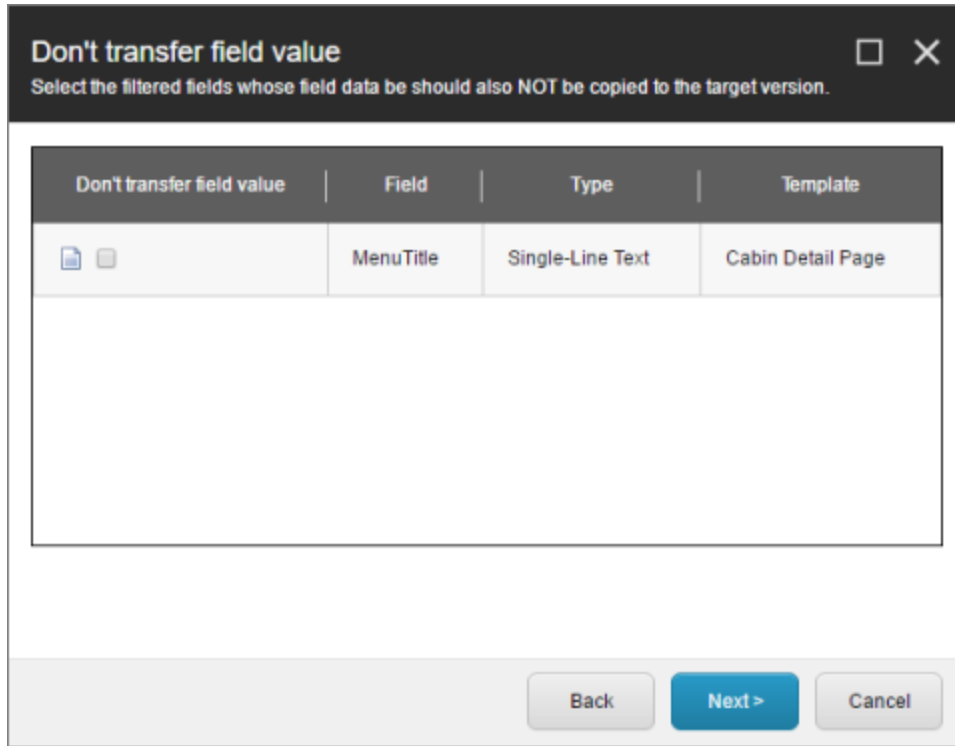 Don't transfer field value
Select the filtered fields whose field data be should also NOT be copied to the target version.
Don't transfer field value Field Type Template
MenuTitle Single-Line Text Cabin Detail Page
Back Next > Cancel